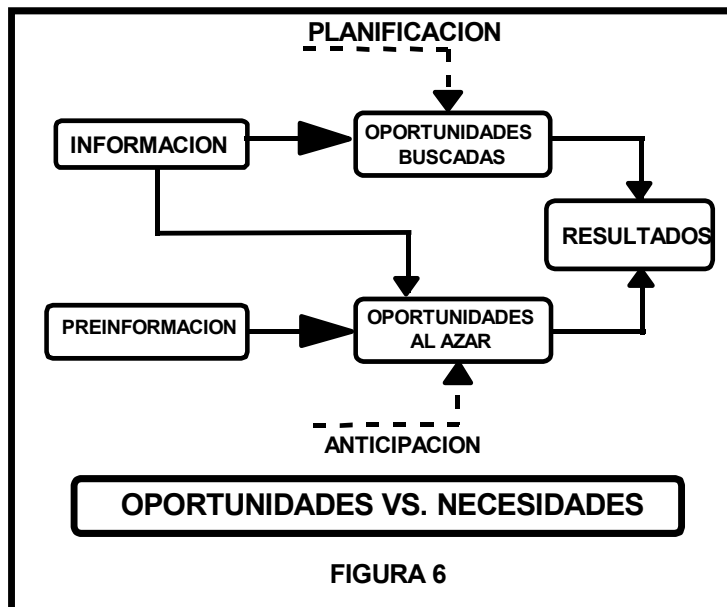 PLANIFICACION
INFORMACION
OPORTUNIDADES
BUSCADAS
RESULTADOS
PREINFORMACION
OPORTUNIDADES
AL AZAR
ANTICIPACION
OPORTUNIDADES VS. NECESIDADES
FIGURA 6